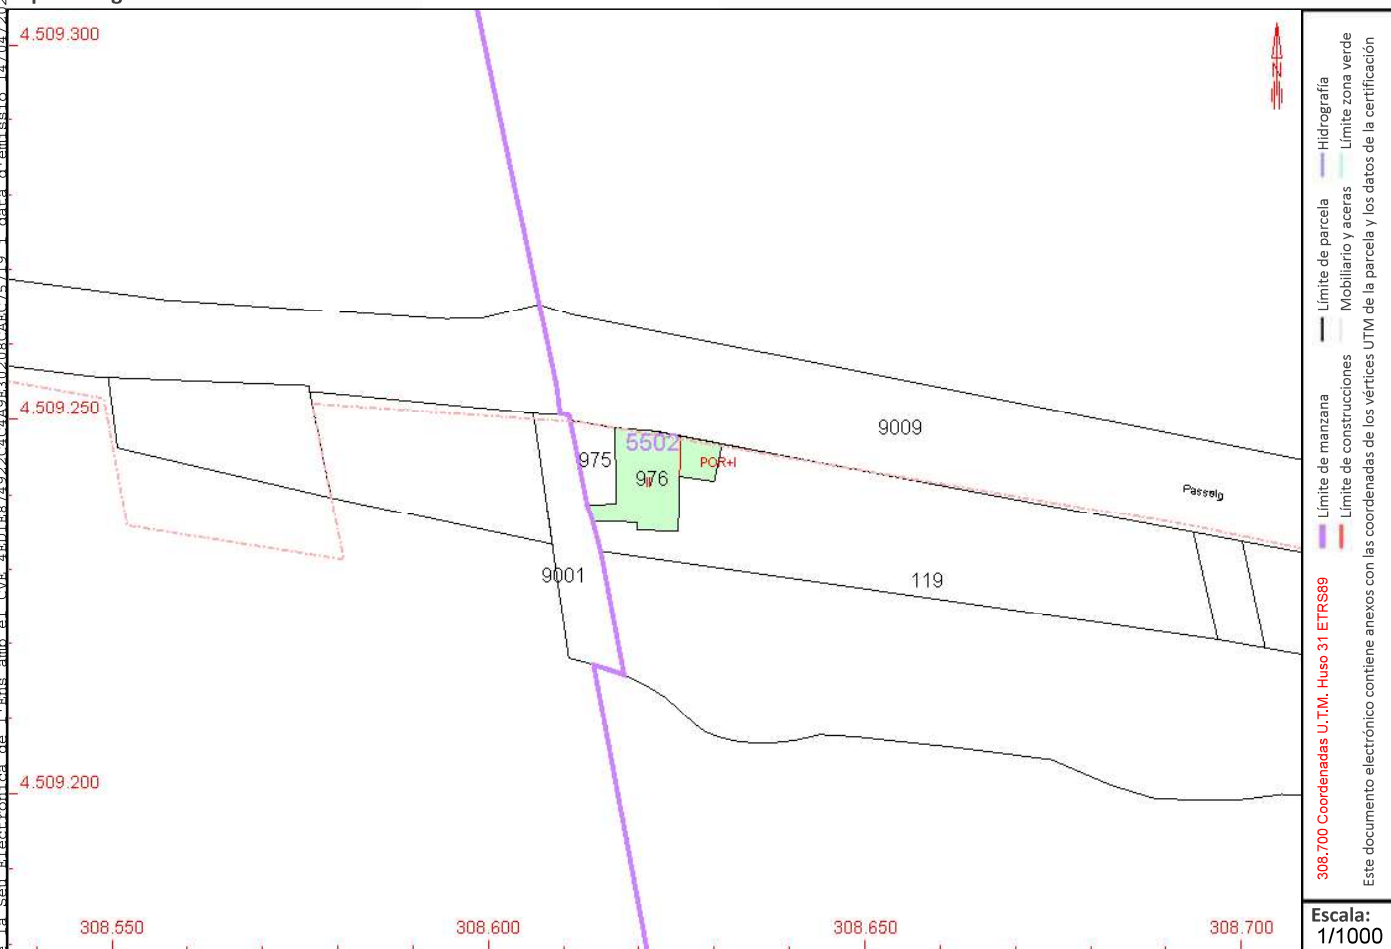 4.509.300
N
4.509.250
9009
5502
975
976
II
POR+I
Passeig
9001
119
4.509.200
308.550
308.600
308.650
308.700
308.700 Coordenadas U.T.M. Huso 31 ETRS89
Límite de manzana
Límite de parcela
Hidrografía
Límite de construcciones
Mobiliario y aceras
Límite zona verde
Este documento electrónico contiene anexos con las coordenadas de los vértices UTM de la parcela y los datos de la certificación
Escala:
1/1000